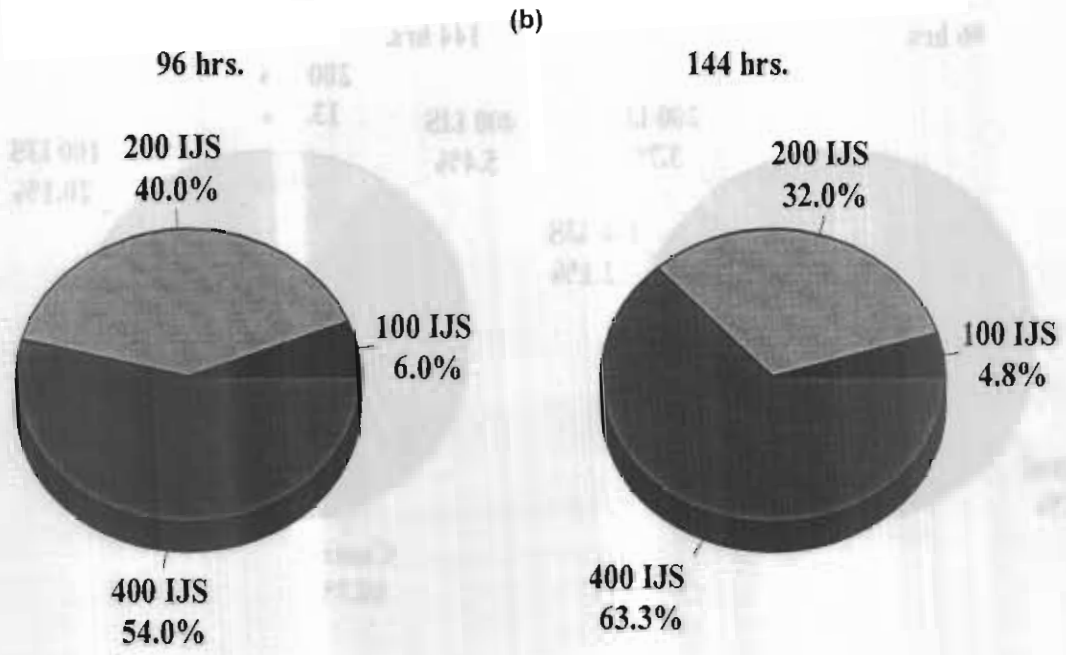 (b)
96 hrs.
200 IJS
40.0%
100 IJS
6.0%
400 IJS
54.0%
144 hrs.
200 IJS
32.0%
100 IJS
4.8%
400 IJS
63.3%